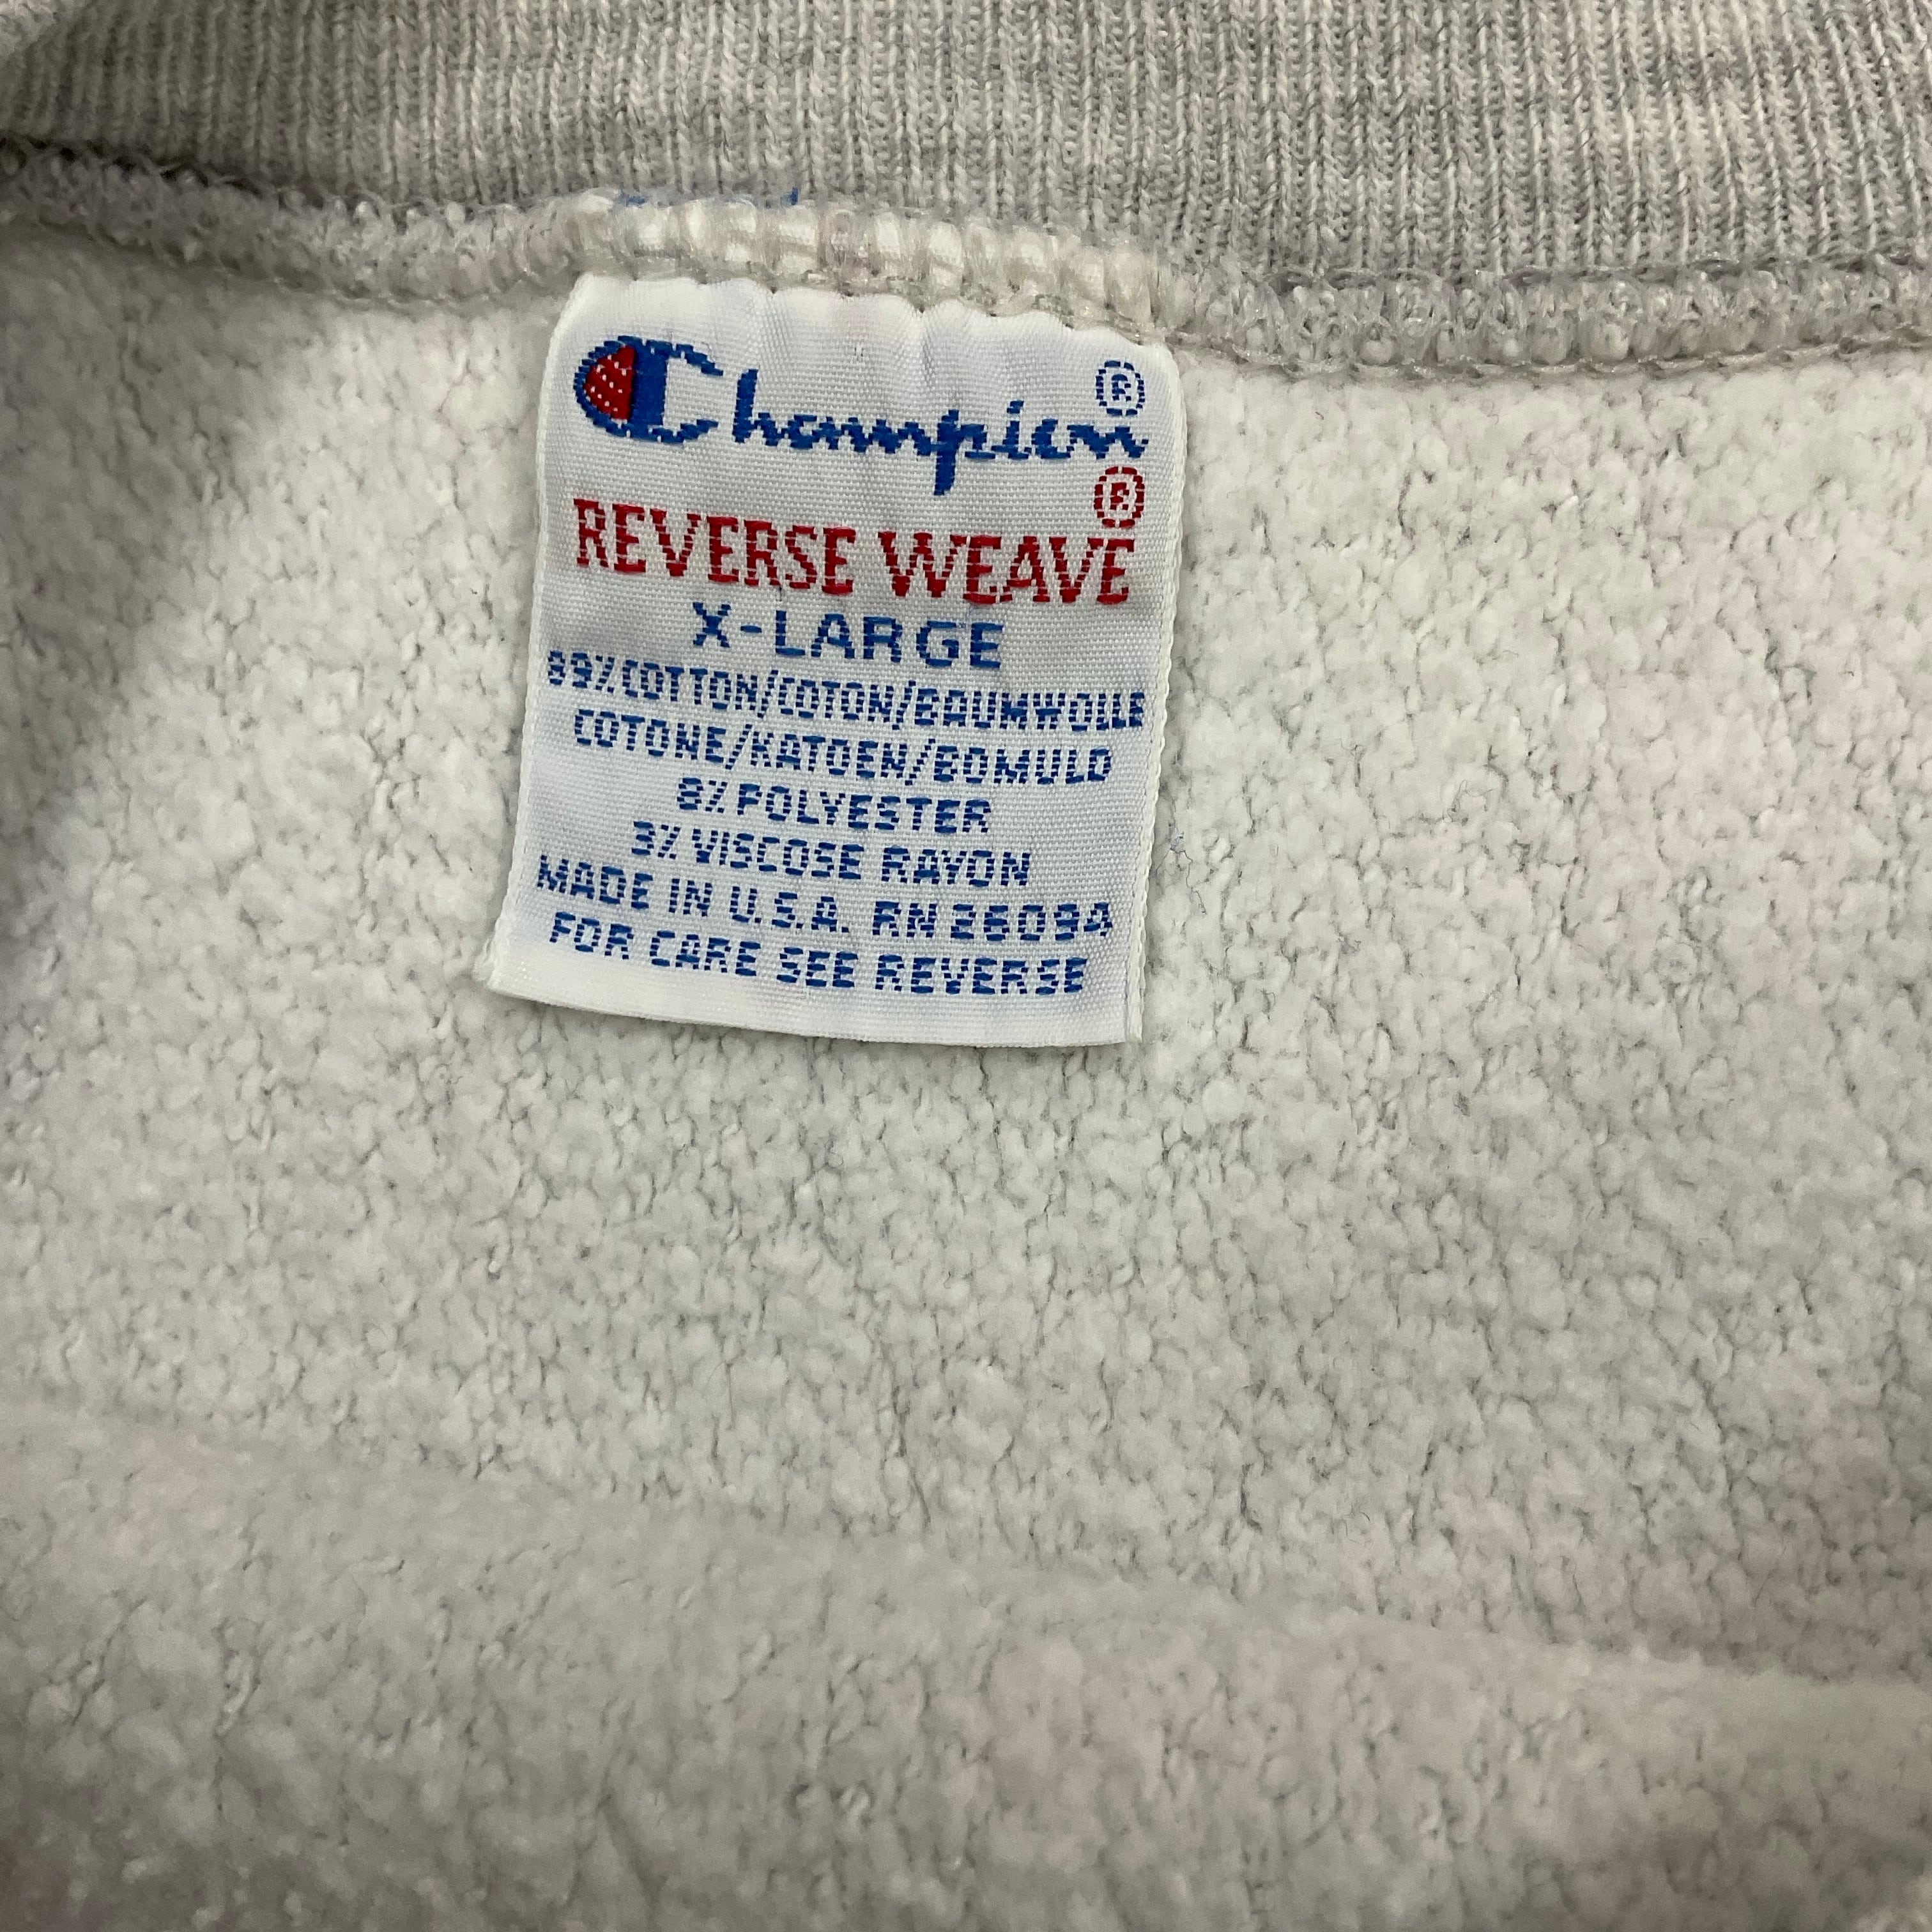 Champion ®
®
REVERSE WEAVE
X-LARGE
89% COTTON/COTON/BAUMWOLLE
COTONE/KATOEN/BOMULD
8% POLYESTER
3% VISCOSE RAYON
MADE IN U.S.A. RN 26094
FOR CARE SEE REVERSE